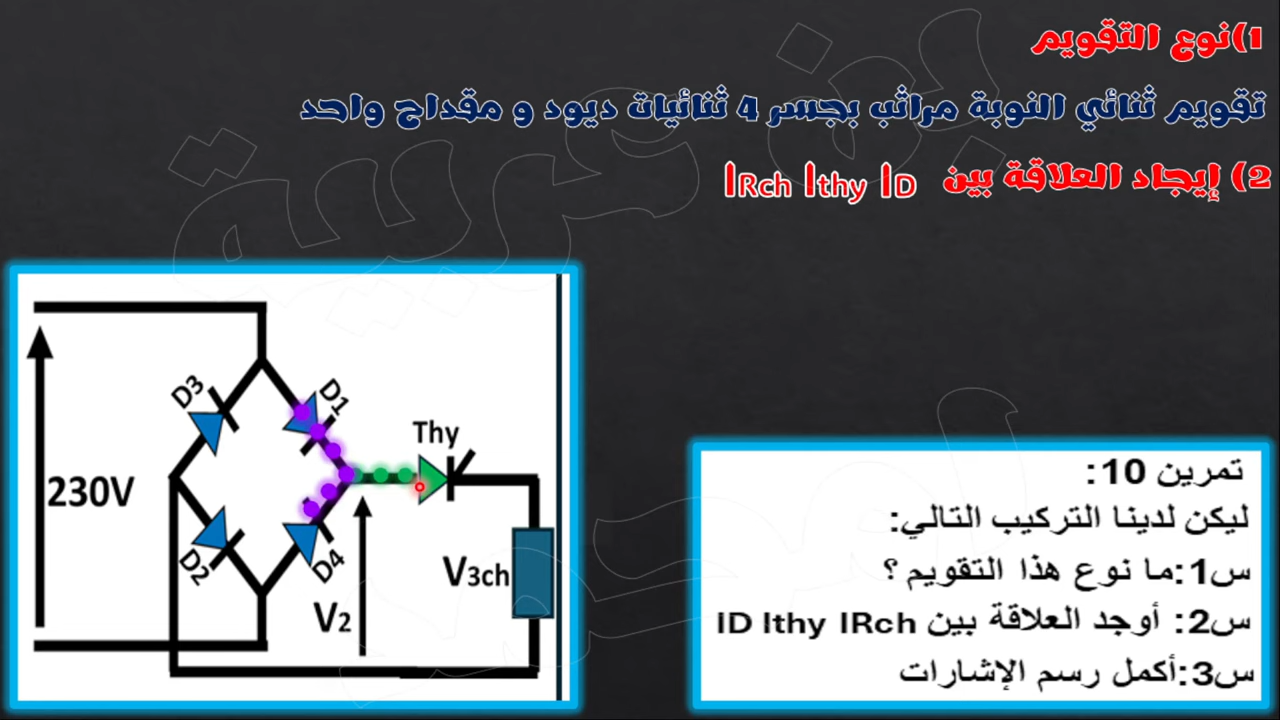 1)نوع التقويم
تقويم ثنائي النوبة مراقب بجسر 4 ثنائيات ديود و مقداح واحد
2) إيجاد العلاقة بين IRch Ithy ID
D3
D1
Thy
230V
D2
D4
V3ch
V2
تمرين 10:
ليكن لدينا التركيب التالي:
س1:ما نوع هذا التقويم ؟
س2: أوجد العلاقة بين ID Ithy IRch
س3:أكمل رسم الإشارات